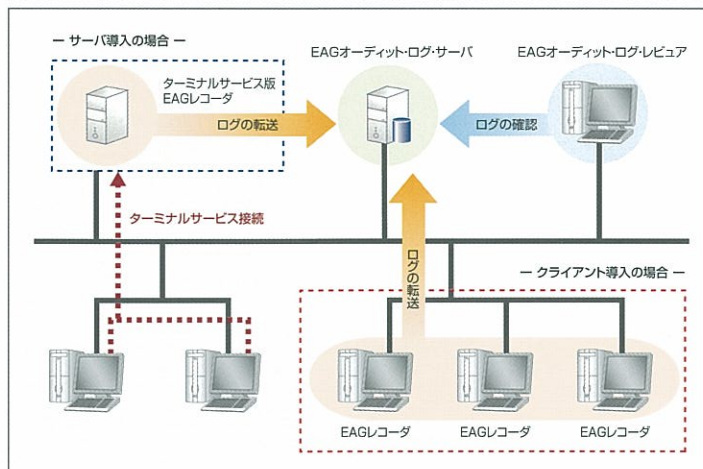 ― サーバ導入の場合 ―
ターミナルサービス版
EAGレコーダ
ログの転送
EAGオーディット・ログ・サーバ
EAGオーディット・ログ・レビュア
ログの確認
ターミナルサービス接続
ログの転送
― クライアント導入の場合 ―
EAGレコーダ
EAGレコーダ
EAGレコーダ